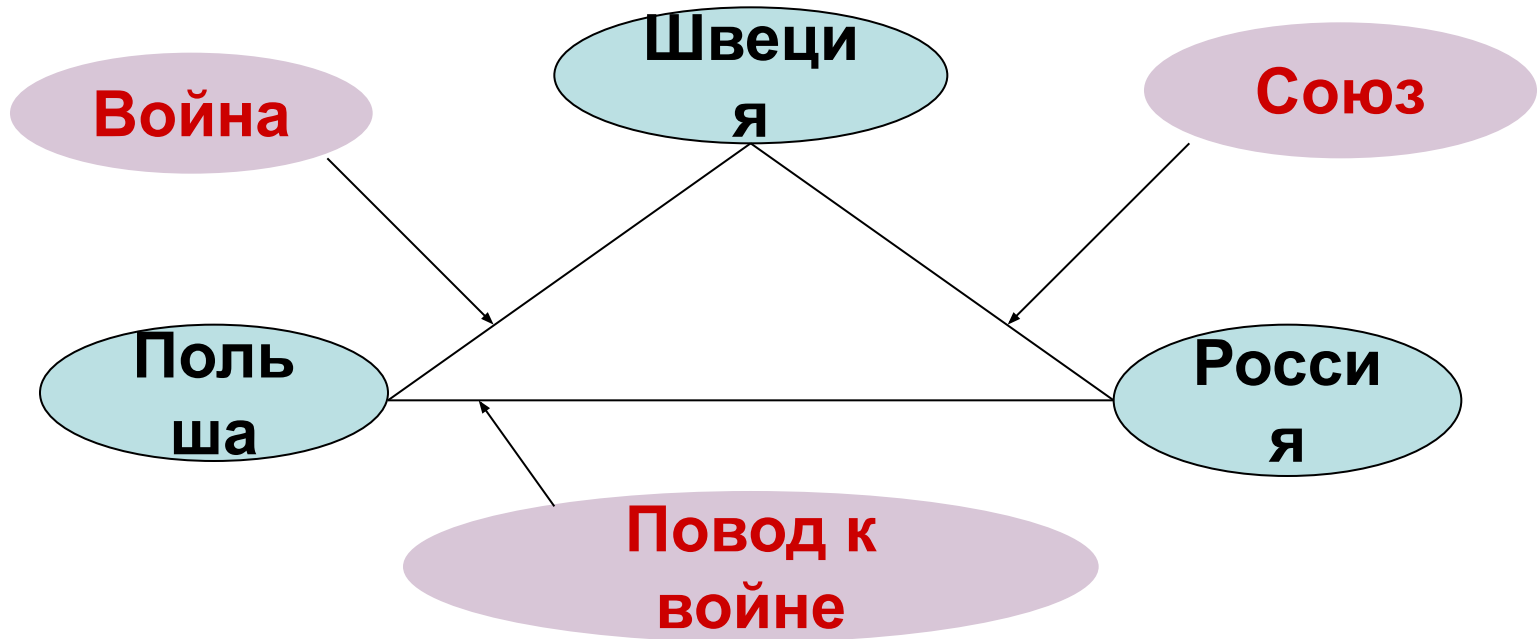 Швеци
я
Война
Союз
Поль
ша
Росси
я
Повод к
войне